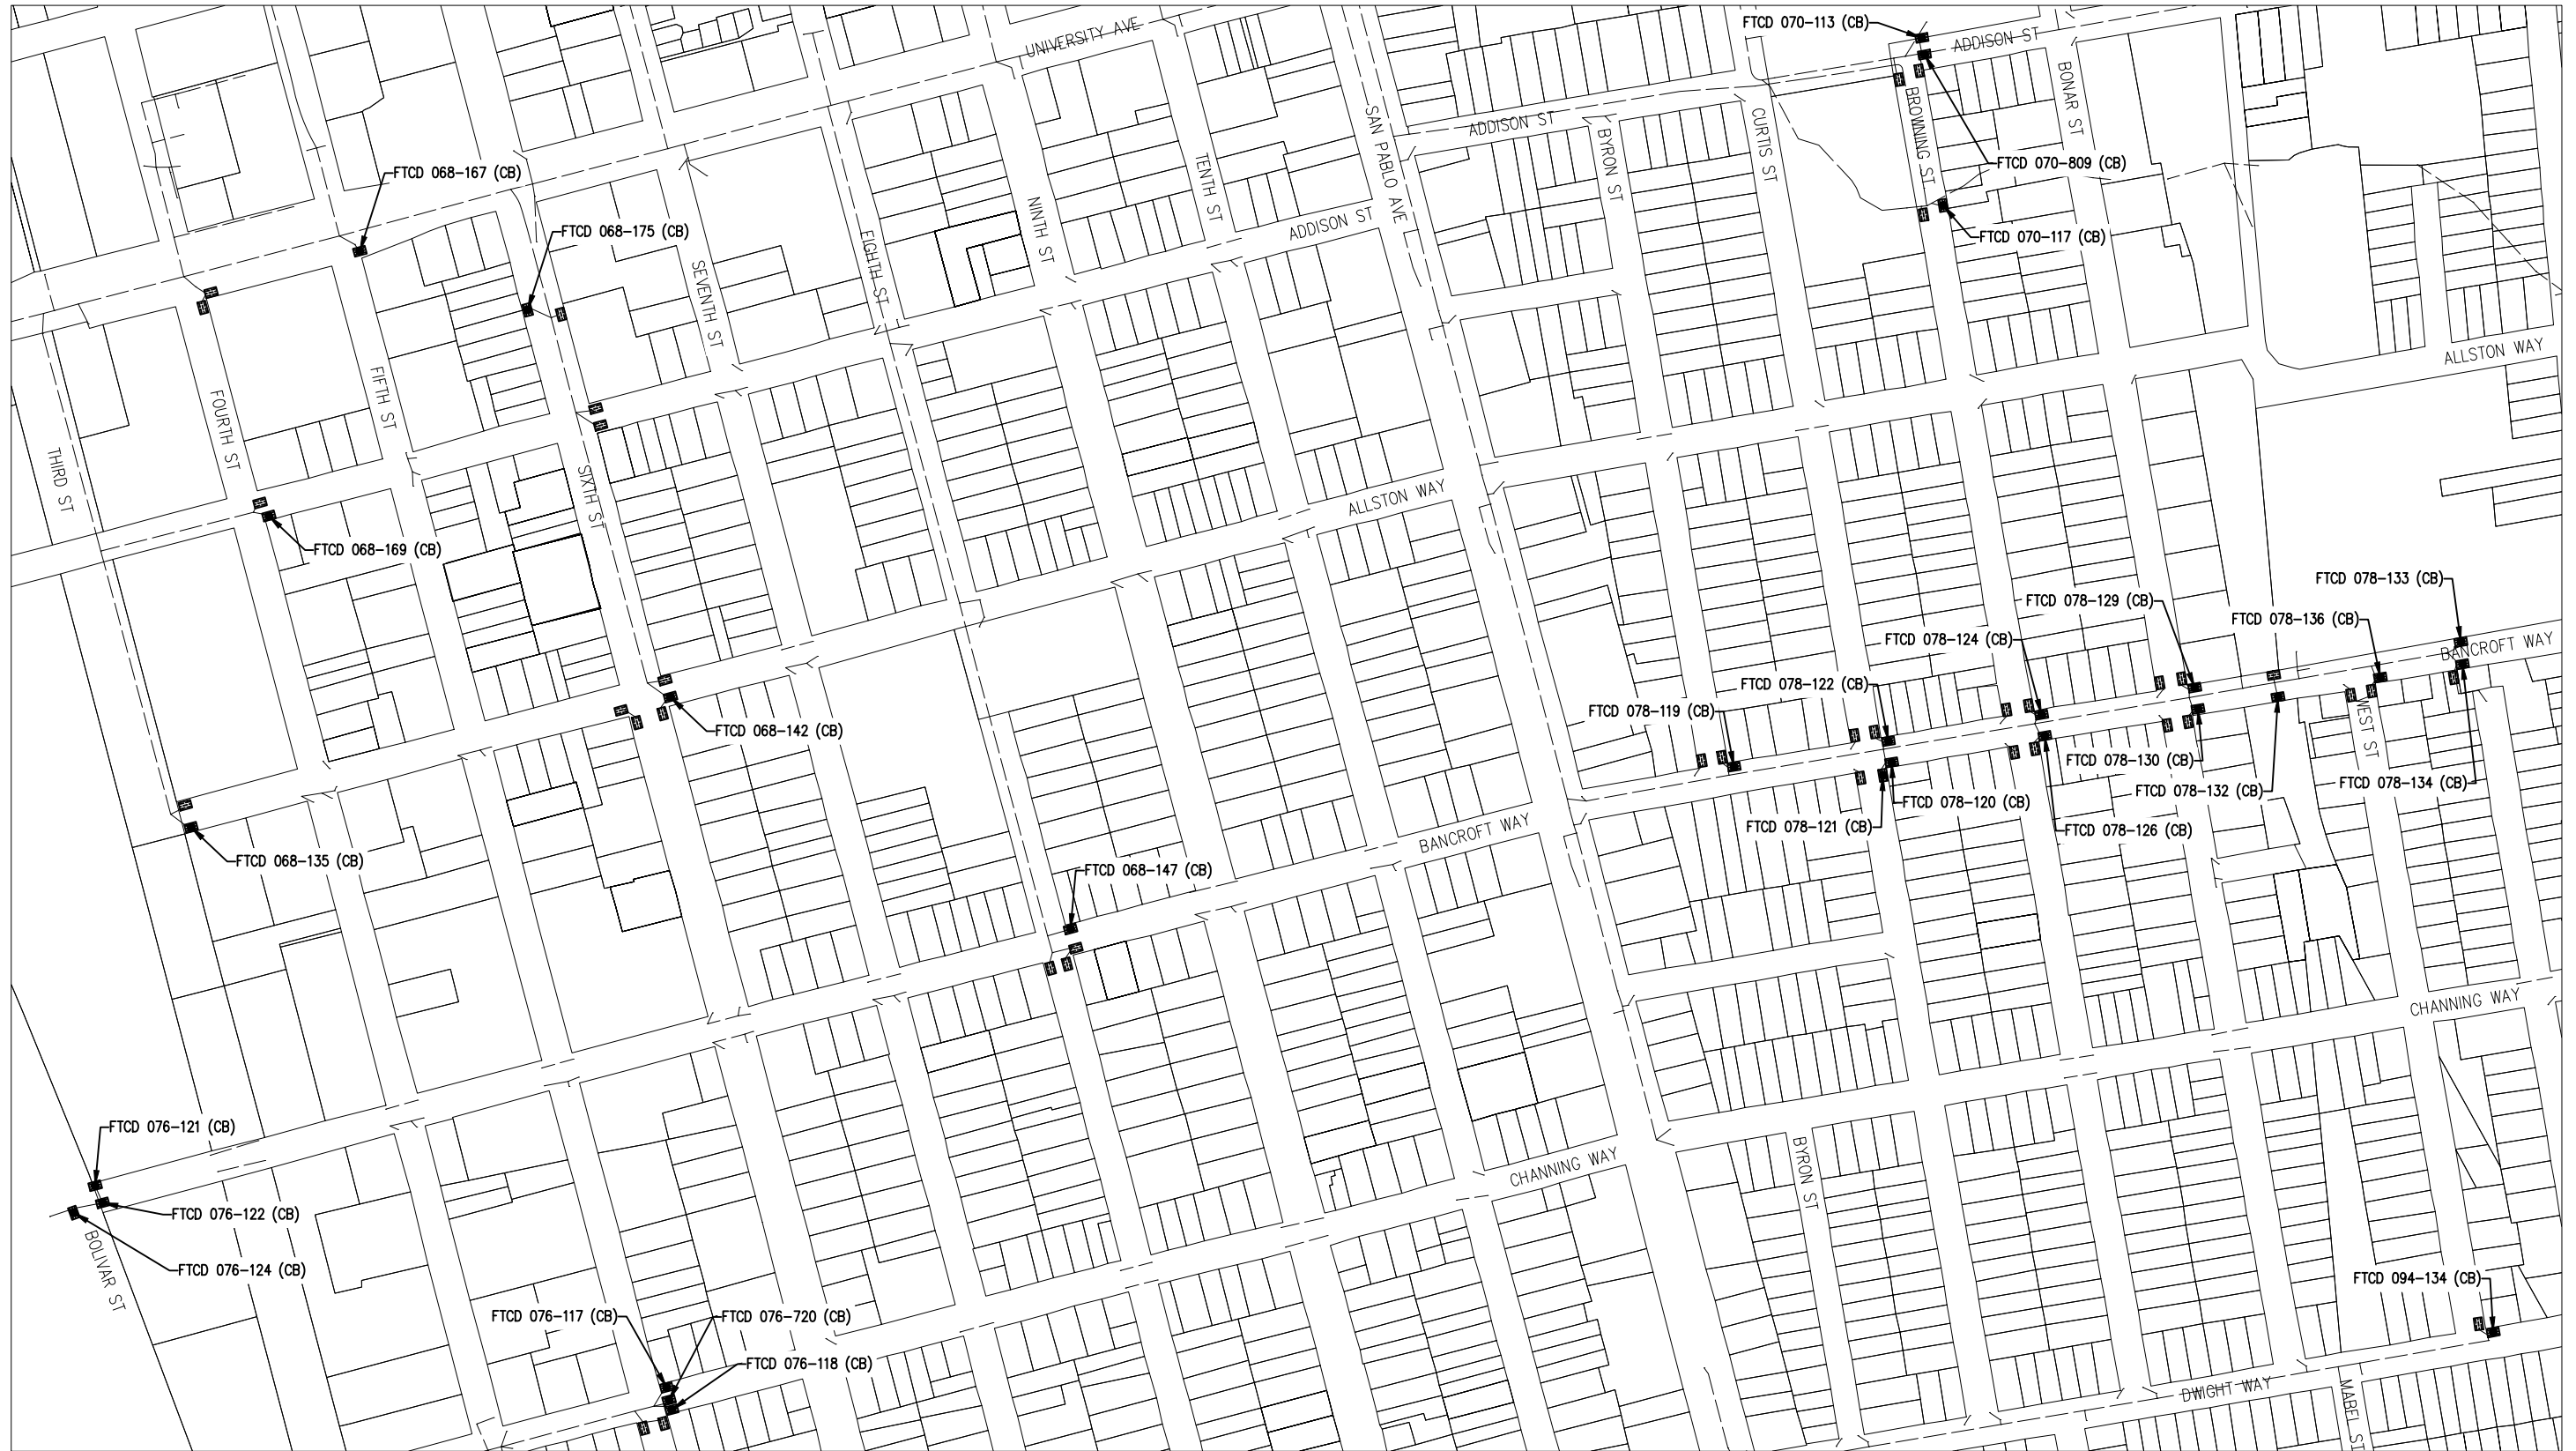 FTCD 070-113 (CB)
UNIVERSITY AVE
ADDISON ST
BONAR ST
BROWNING ST
SAN PABLO AVE
ADDISON ST
BYRON ST
CURTIS ST
FTCD 070-809 (CB)
FTCD 068-167 (CB)
TENTH ST
NINTH ST
ADDISON ST
FTCD 068-175 (CB)
EIGHTH ST
SEVENTH ST
FTCD 070-117 (CB)
ALLSTON WAY
FIFTH ST
FOURTH ST
THIRD ST
SIXTH ST
ALLSTON WAY
FTCD 068-169 (CB)
FTCD 078-133 (CB)
FTCD 078-129 (CB)
FTCD 078-136 (CB)
FTCD 078-124 (CB)
BANCROFT WAY
FTCD 078-122 (CB)
FTCD 078-119 (CB)
WEST ST
FTCD 068-142 (CB)
FTCD 078-130 (CB)
FTCD 078-134 (CB)
FTCD 078-132 (CB)
FTCD 078-120 (CB)
FTCD 078-121 (CB)
FTCD 078-126 (CB)
BANCROFT WAY
FTCD 068-135 (CB)
FTCD 068-147 (CB)
CHANNING WAY
FTCD 076-121 (CB)
CHANNING WAY
BYRON ST
FTCD 076-122 (CB)
BOLIVAR ST
FTCD 076-124 (CB)
FTCD 094-134 (CB)
FTCD 076-117 (CB)
FTCD 076-720 (CB)
FTCD 076-118 (CB)
DWIGHT WAY
MABEL ST